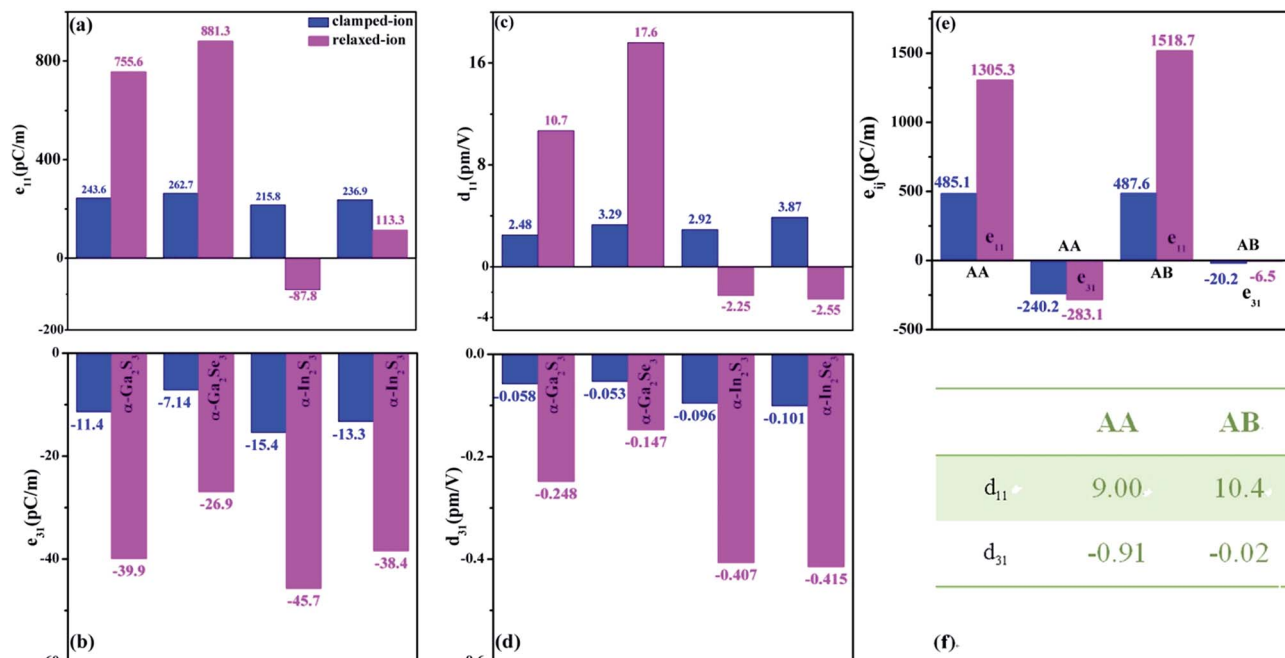 (a)
clamped-ion
relaxed-ion
e11(pC/m)
800
400
0
-200
243.6
755.6
262.7
881.3
215.8
-87.8
236.9
113.3
(c)
d11(pm/V)
16
8
0
-4
2.48
10.7
3.29
17.6
2.92
-2.25
3.87
-2.55
(e)
eij(pC/m)
1500
1000
500
0
-500
485.1
1305.3
e11
AA
AA
e31
-240.2
-283.1
487.6
1518.7
e11
AB
AB
-20.2
-6.5
e31
(b)
e31(pC/m)
0
-20
-40
α-Ga2S3
α-Ga2Se3
α-In2S3
α-In2S3
-11.4
-39.9
-7.14
-26.9
-15.4
-45.7
-13.3
-38.4
(d)
d31(pm/V)
0.0
-0.2
-0.4
α-Ga2S3
α-Ga2Se3
α-In2S3
α-In2Se3
-0.058
-0.248
-0.053
-0.147
-0.096
-0.407
-0.101
-0.415
AA AB
d11 9.00 10.4
d31 -0.91 -0.02
(f)